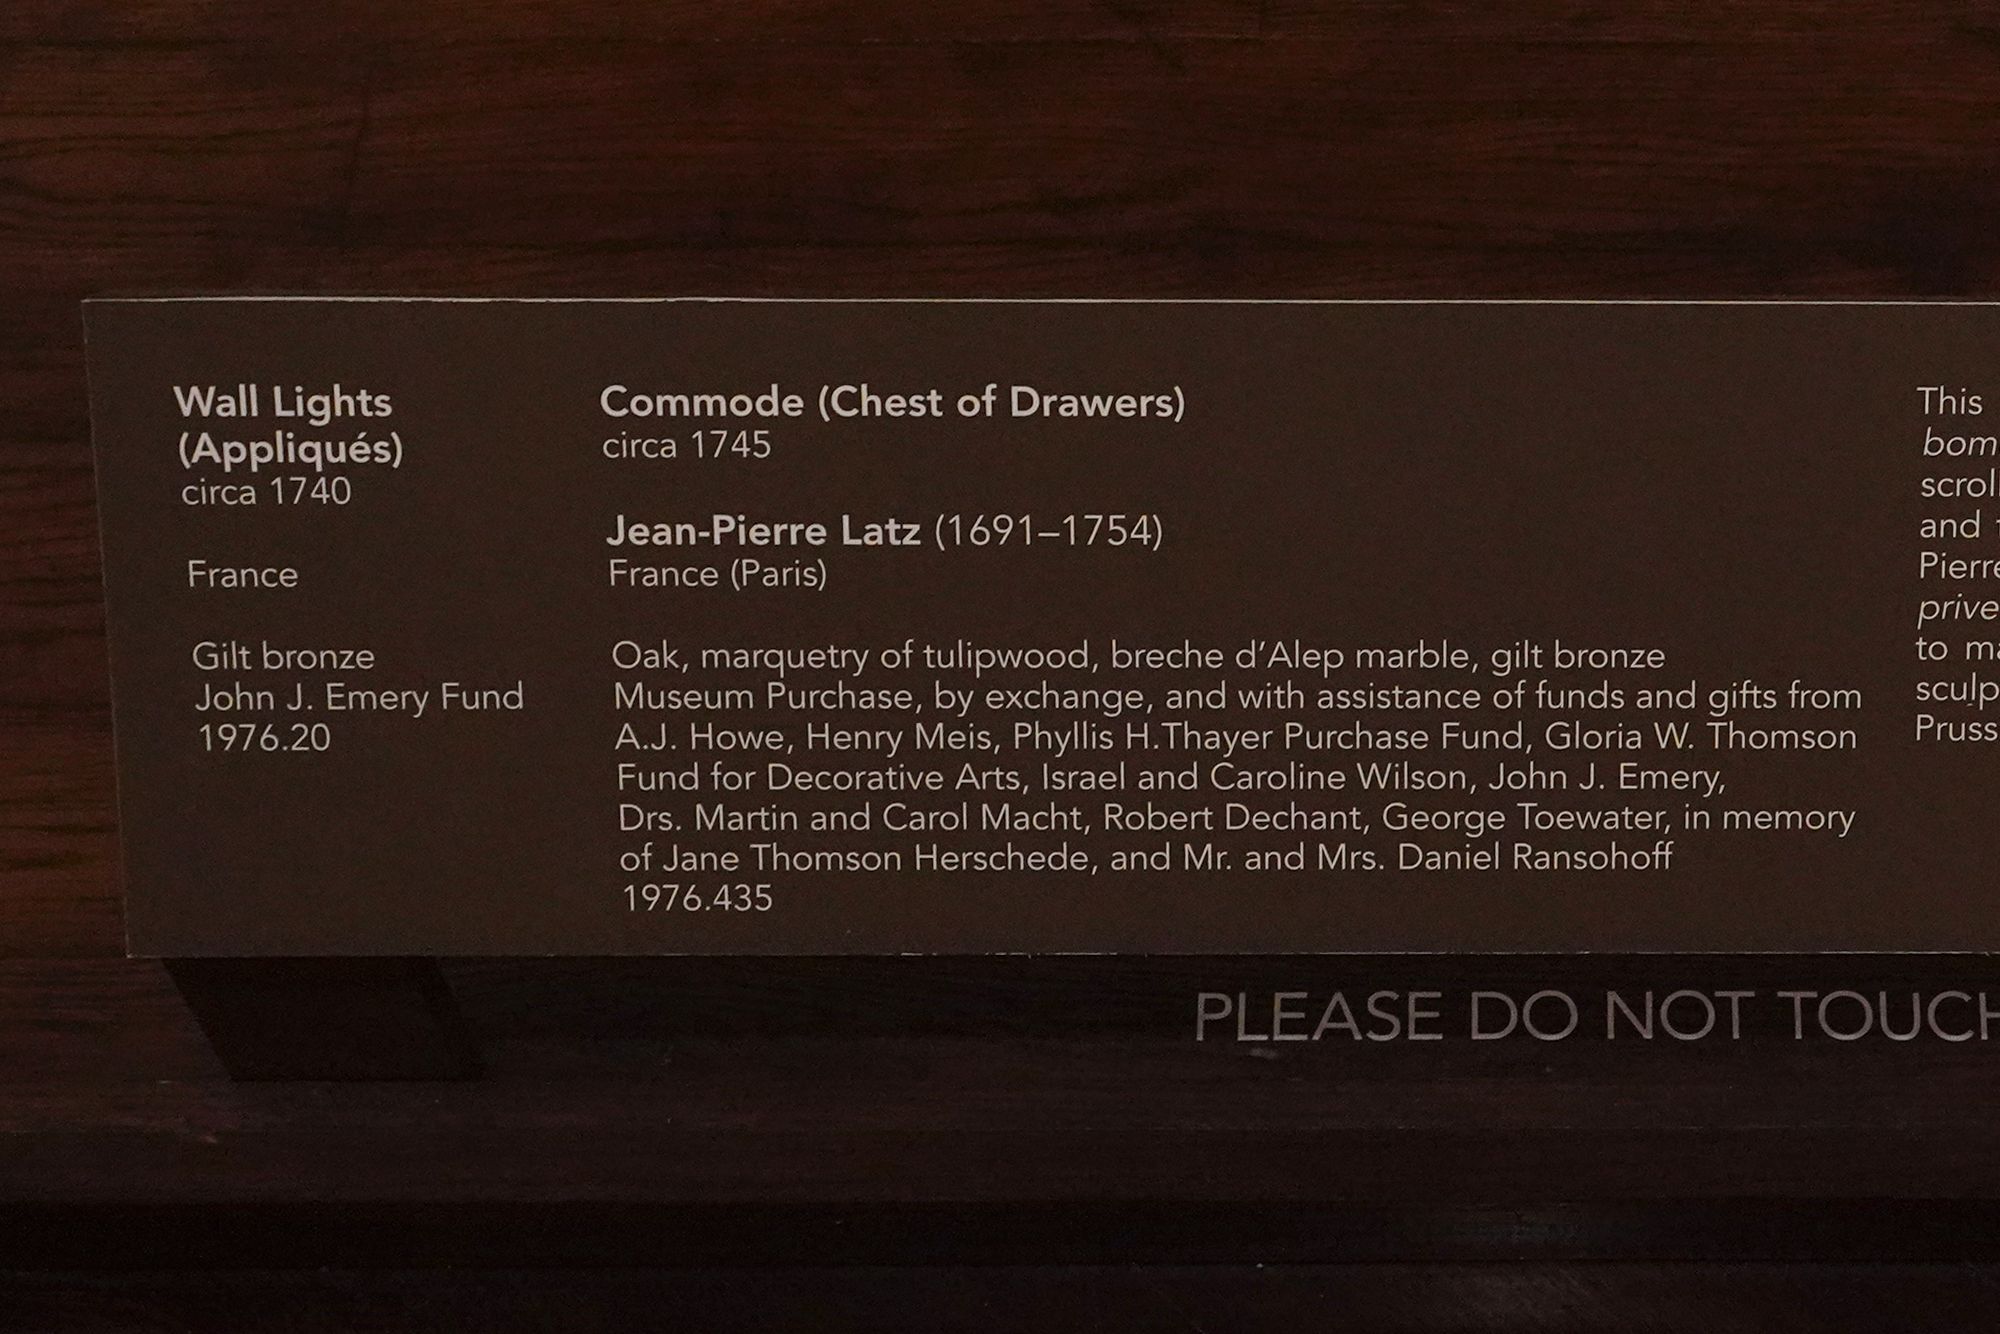 Wall Lights
(Appliqués)
circa 1740
France
Gilt bronze
John J. Emery Fund
1976.20
Commode (Chest of Drawers)
circa 1745
Jean-Pierre Latz (1691–1754)
France (Paris)
Oak, marquetry of tulipwood, breche d'Alep marble, gilt bronze
Museum Purchase, by exchange, and with assistance of funds and gifts from
A.J. Howe, Henry Meis, Phyllis H.Thayer Purchase Fund, Gloria W. Thomson
Fund for Decorative Arts, Israel and Caroline Wilson, John J. Emery,
Drs. Martin and Carol Macht, Robert Dechant, George Toewater, in memory
of Jane Thomson Herschede, and Mr. and Mrs. Daniel Ransohoff
1976.435
This
and
to
PLEASE DO NOT TOUCH